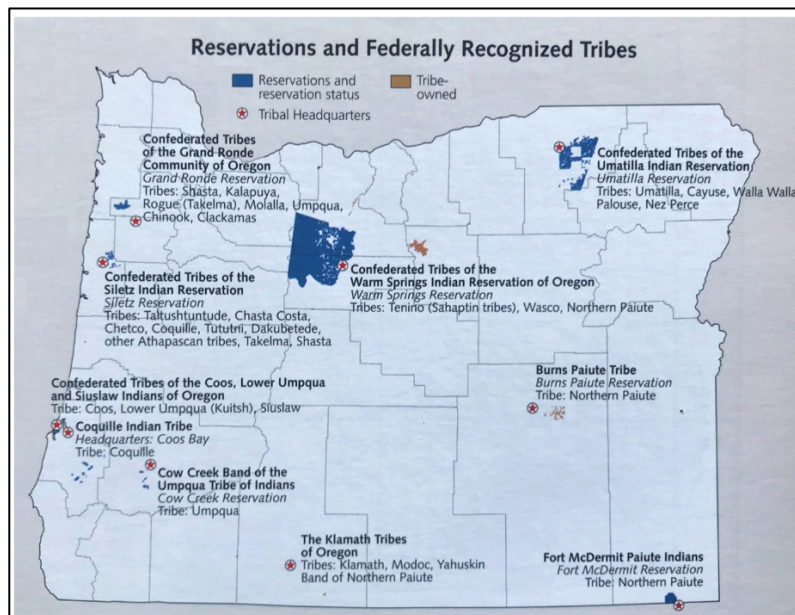 Reservations and Federally Recognized Tribes
Reservations and
reservation status
Tribe-
owned
Tribal Headquarters
Confederated Tribes
of the Grand Ronde
Community of Oregon
Grand Ronde Reservation
Tribes: Shasta, Kalapuya,
Rogue (Takelma), Molalla, Umpqua,
Chinook, Clackamas
Confederated Tribes of the
Umatilla Indian Reservation
Umatilla Reservation
Tribes: Umatilla, Cayuse, Walla Walla
Palouse, Nez Perce
Confederated Tribes of the
Siletz Indian Reservation
Siletz Reservation
Tribes: Taltushtuntude, Chasta Costa,
Chetco, Coquille, Tututni, Dakubetede,
other Athapascan tribes, Takelma, Shasta
Confederated Tribes of the
Warm Springs Indian Reservation of Oregon
Warm Springs Reservation
Tribes: Tenino (Sahaptin tribes), Wasco, Northern Paiute
Confederated Tribes of the Coos, Lower Umpqua
and Siuslaw Indians of Oregon
Tribe: Coos, Lower Umpqua (Kuitsh), Siuslaw
Burns Paiute Tribe
Burns Paiute Reservation
Tribe: Northern Paiute
Coquille Indian Tribe
Headquarters: Coos Bay
Tribe: Coquille
Cow Creek Band of the
Umpqua Tribe of Indians
Cow Creek Reservation
Tribe: Umpqua
The Klamath Tribes
of Oregon
Tribes: Klamath, Modoc, Yahuskin
Band of Northern Paiute
Fort McDermit Paiute Indians
Fort McDermit Reservation
Tribe: Northern Paiute